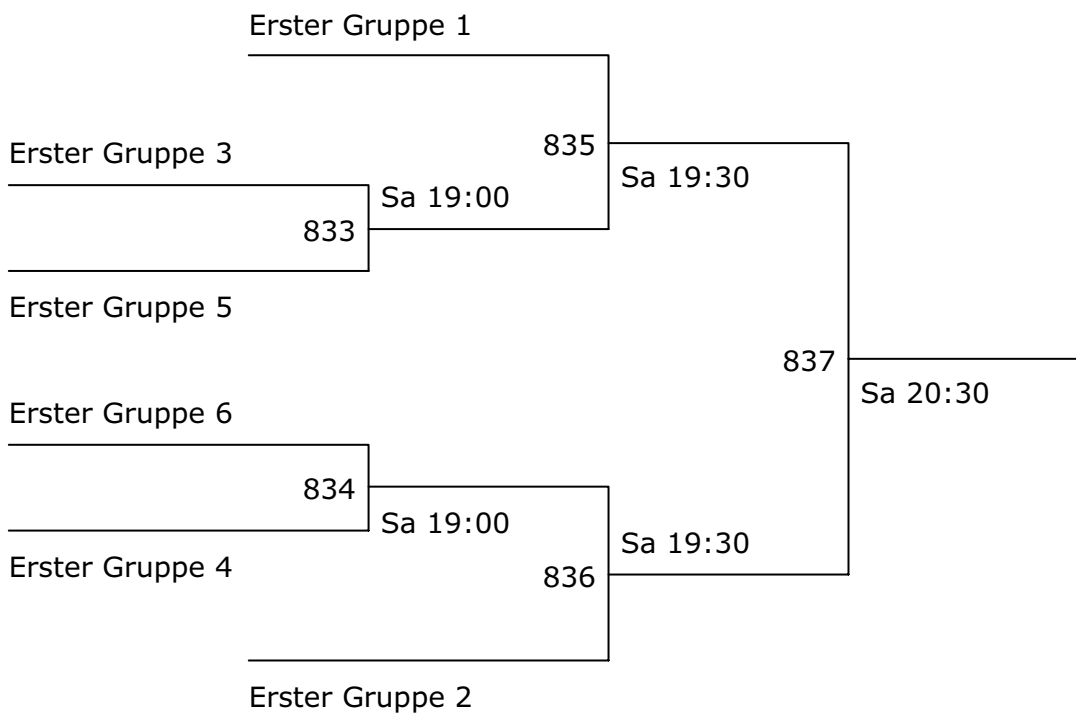 Erster Gruppe 1
835
Erster Gruppe 3
Sa 19:30
Sa 19:00
833
Erster Gruppe 5
837
Sa 20:30
Erster Gruppe 6
834
Sa 19:00
Sa 19:30
Erster Gruppe 4
836
Erster Gruppe 2